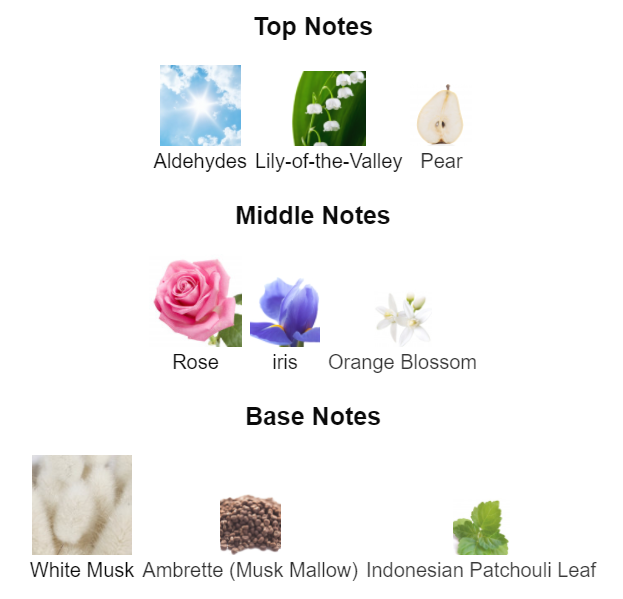 Top Notes
Aldehydes Lily-of-the-Valley Pear
Middle Notes
Rose iris Orange Blossom
Base Notes
White Musk Ambrette (Musk Mallow) Indonesian Patchouli Leaf